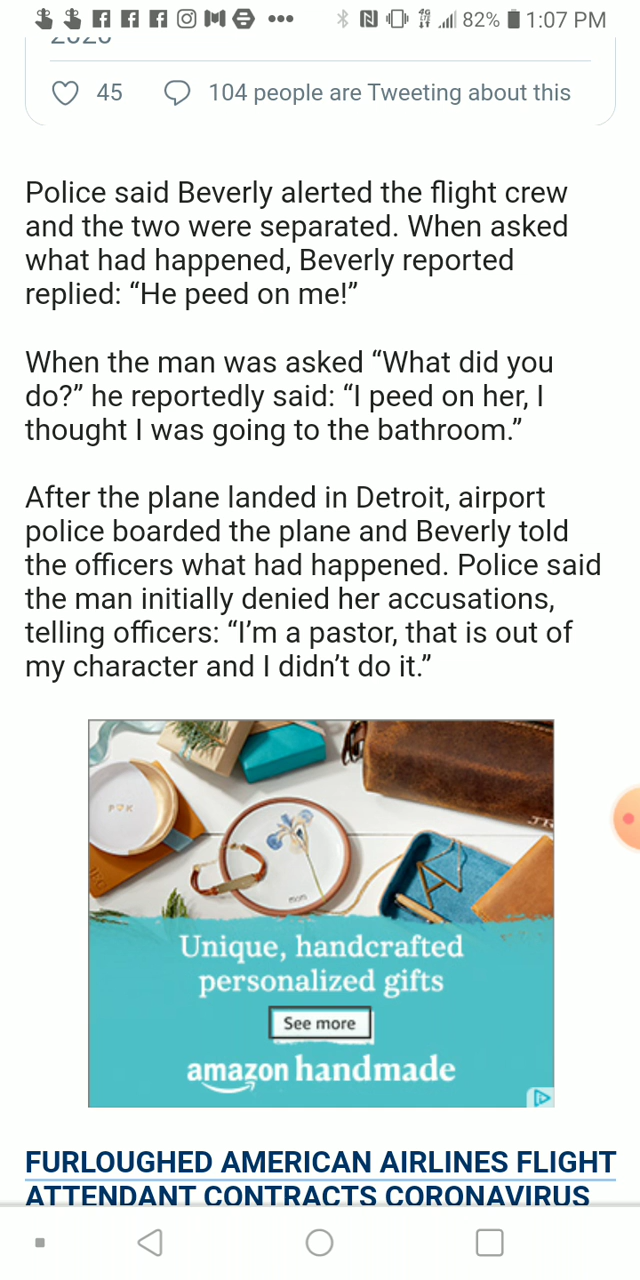 82% 1:07 PM
2020
45 104 people are Tweeting about this
Police said Beverly alerted the flight crew
and the two were separated. When asked
what had happened, Beverly reported
replied: “He peed on me!”
When the man was asked “What did you
do?” he reportedly said: “I peed on her, I
thought I was going to the bathroom.”
After the plane landed in Detroit, airport
police boarded the plane and Beverly told
the officers what had happened. Police said
the man initially denied her accusations,
telling officers: “I’m a pastor, that is out of
my character and I didn’t do it.”
mom
Unique, handcrafted
personalized gifts
See more
amazon handmade
FURLOUGHED AMERICAN AIRLINES FLIGHT
ATTENDANT CONTRACTS CORONAVIRUS